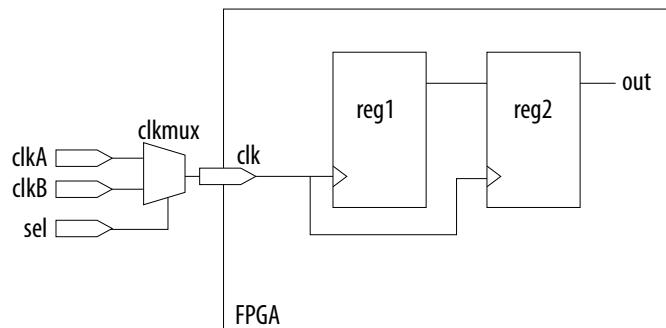 reg1
reg2
out
clkmux
clkA
clk
clkB
sel
FPGA